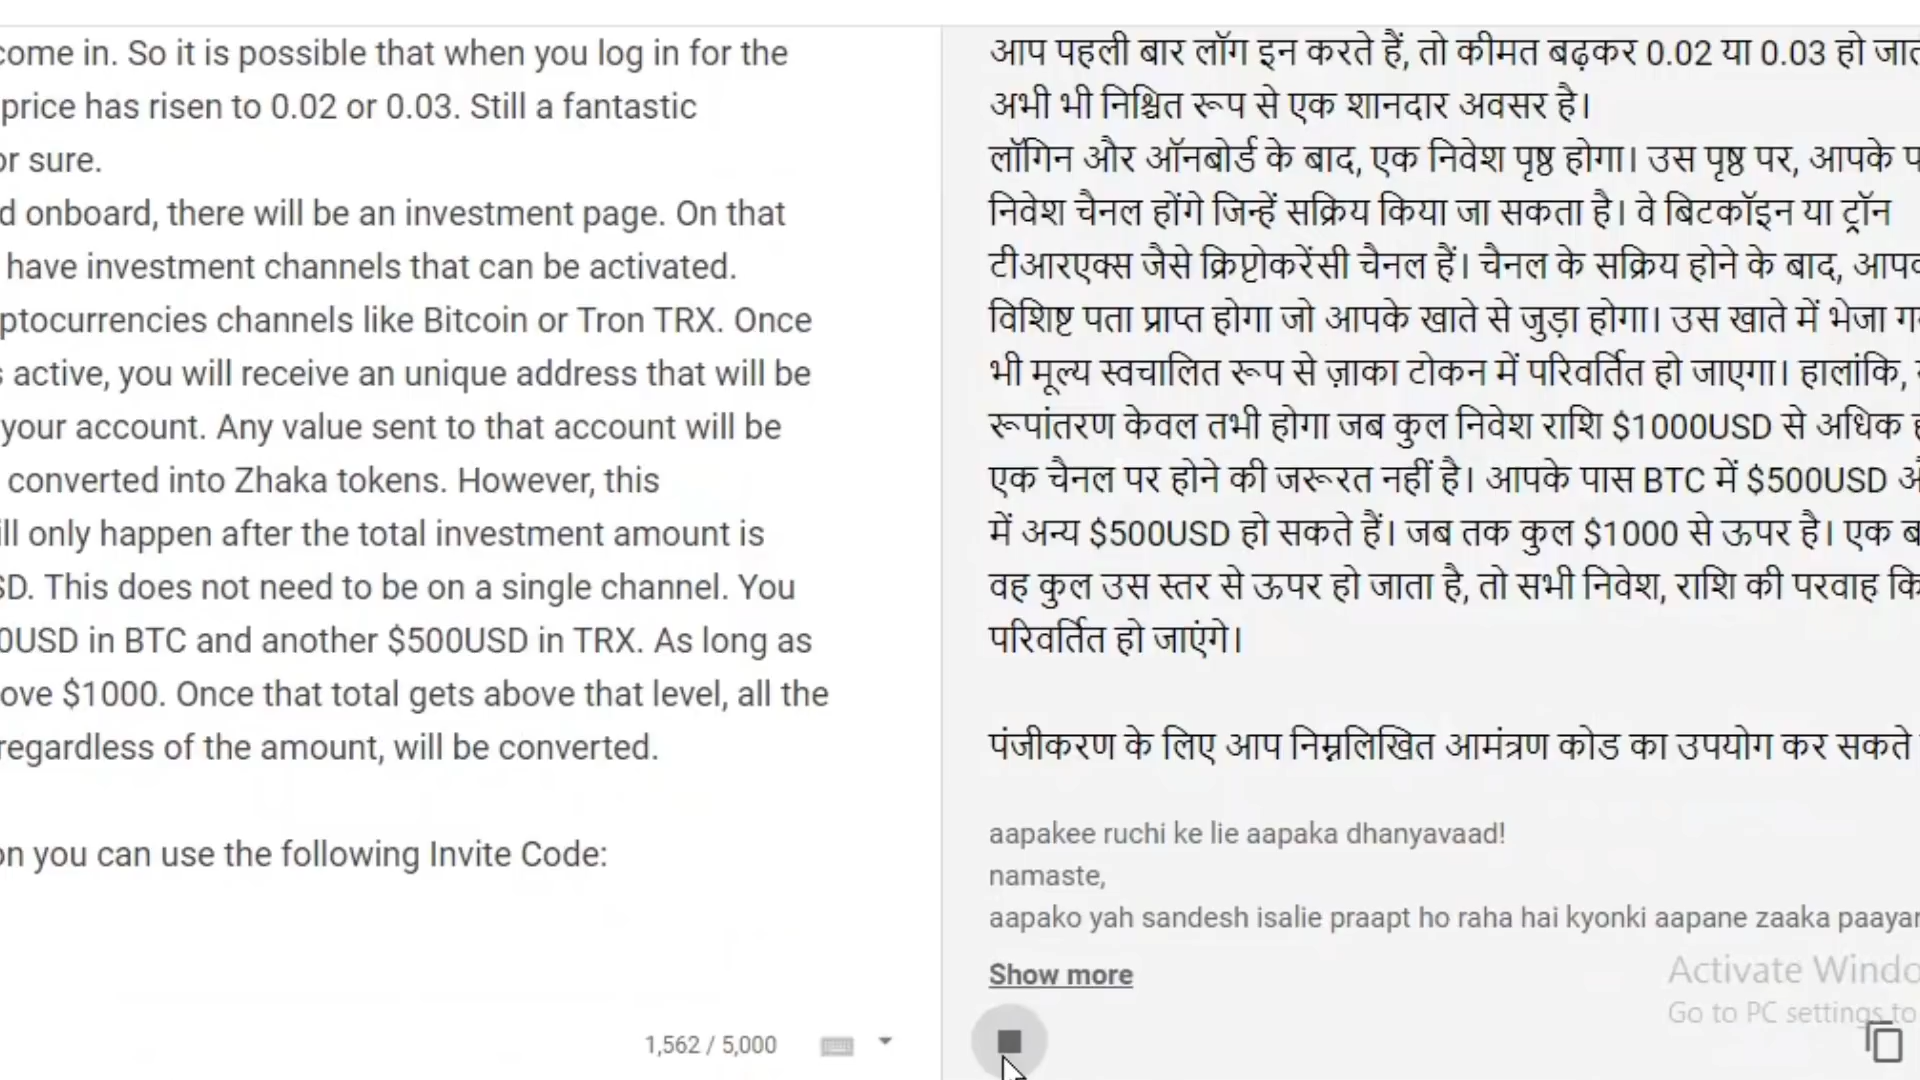 come in. So it is possible that when you log in for the
price has risen to 0.02 or 0.03. Still a fantastic
or sure.
d onboard, there will be an investment page. On that
have investment channels that can be activated.
ptocurrencies channels like Bitcoin or Tron TRX. Once
s active, you will receive an unique address that will be
your account. Any value sent to that account will be
converted into Zhaka tokens. However, this
ill only happen after the total investment amount is
SD. This does not need to be on a single channel. You
0USD in BTC and another $500USD in TRX. As long as
ove $1000. Once that total gets above that level, all the
regardless of the amount, will be converted.
on you can use the following Invite Code:
1,562 / 5,000
आप पहली बार लॉग इन करते हैं, तो कीमत बढ़कर 0.02 या 0.03 हो
अभी भी निश्चित रूप से एक शानदार अवसर है।
लॉगिन और ऑनबोर्ड के बाद, एक निवेश पृष्ठ होगा। उस पृष्ठ पर, आपके
निवेश चैनल होंगे जिन्हें सक्रिय किया जा सकता है। वे बिटकॉइन या ट्रॉन
टीआरएक्स जैसे क्रिप्टोकरेंसी चैनल हैं। चैनल के सक्रिय होने के बाद,
विशिष्ट पता प्राप्त होगा जो आपके खाते से जुड़ा होगा। उस खाते में भेजा
भी मूल्य स्वचालित रूप से ज़ाका टोकन में परिवर्तित हो जाएगा। हालांकि,
रूपांतरण केवल तभी होगा जब कुल निवेश राशि $1000USD से अधिक
एक चैनल पर होने की जरूरत नहीं है। आपके पास BTC में $500USD
में अन्य $500USD हो सकते हैं। जब तक कुल $1000 से ऊपर है। एक
वह कुल उस स्तर से ऊपर हो जाता है, तो सभी निवेश, राशि की परवाह
परिवर्तित हो जाएंगे।
पंजीकरण के लिए आप निम्नलिखित आमंत्रण कोड का उपयोग कर सकते
aapakee ruchi ke lie aapaka dhanyavaad!
namaste,
aapako yah sandesh isalie praapt ho raha hai kyonki aapane zaaka paayar
Show more
Activate Windo
Go to PC settings to